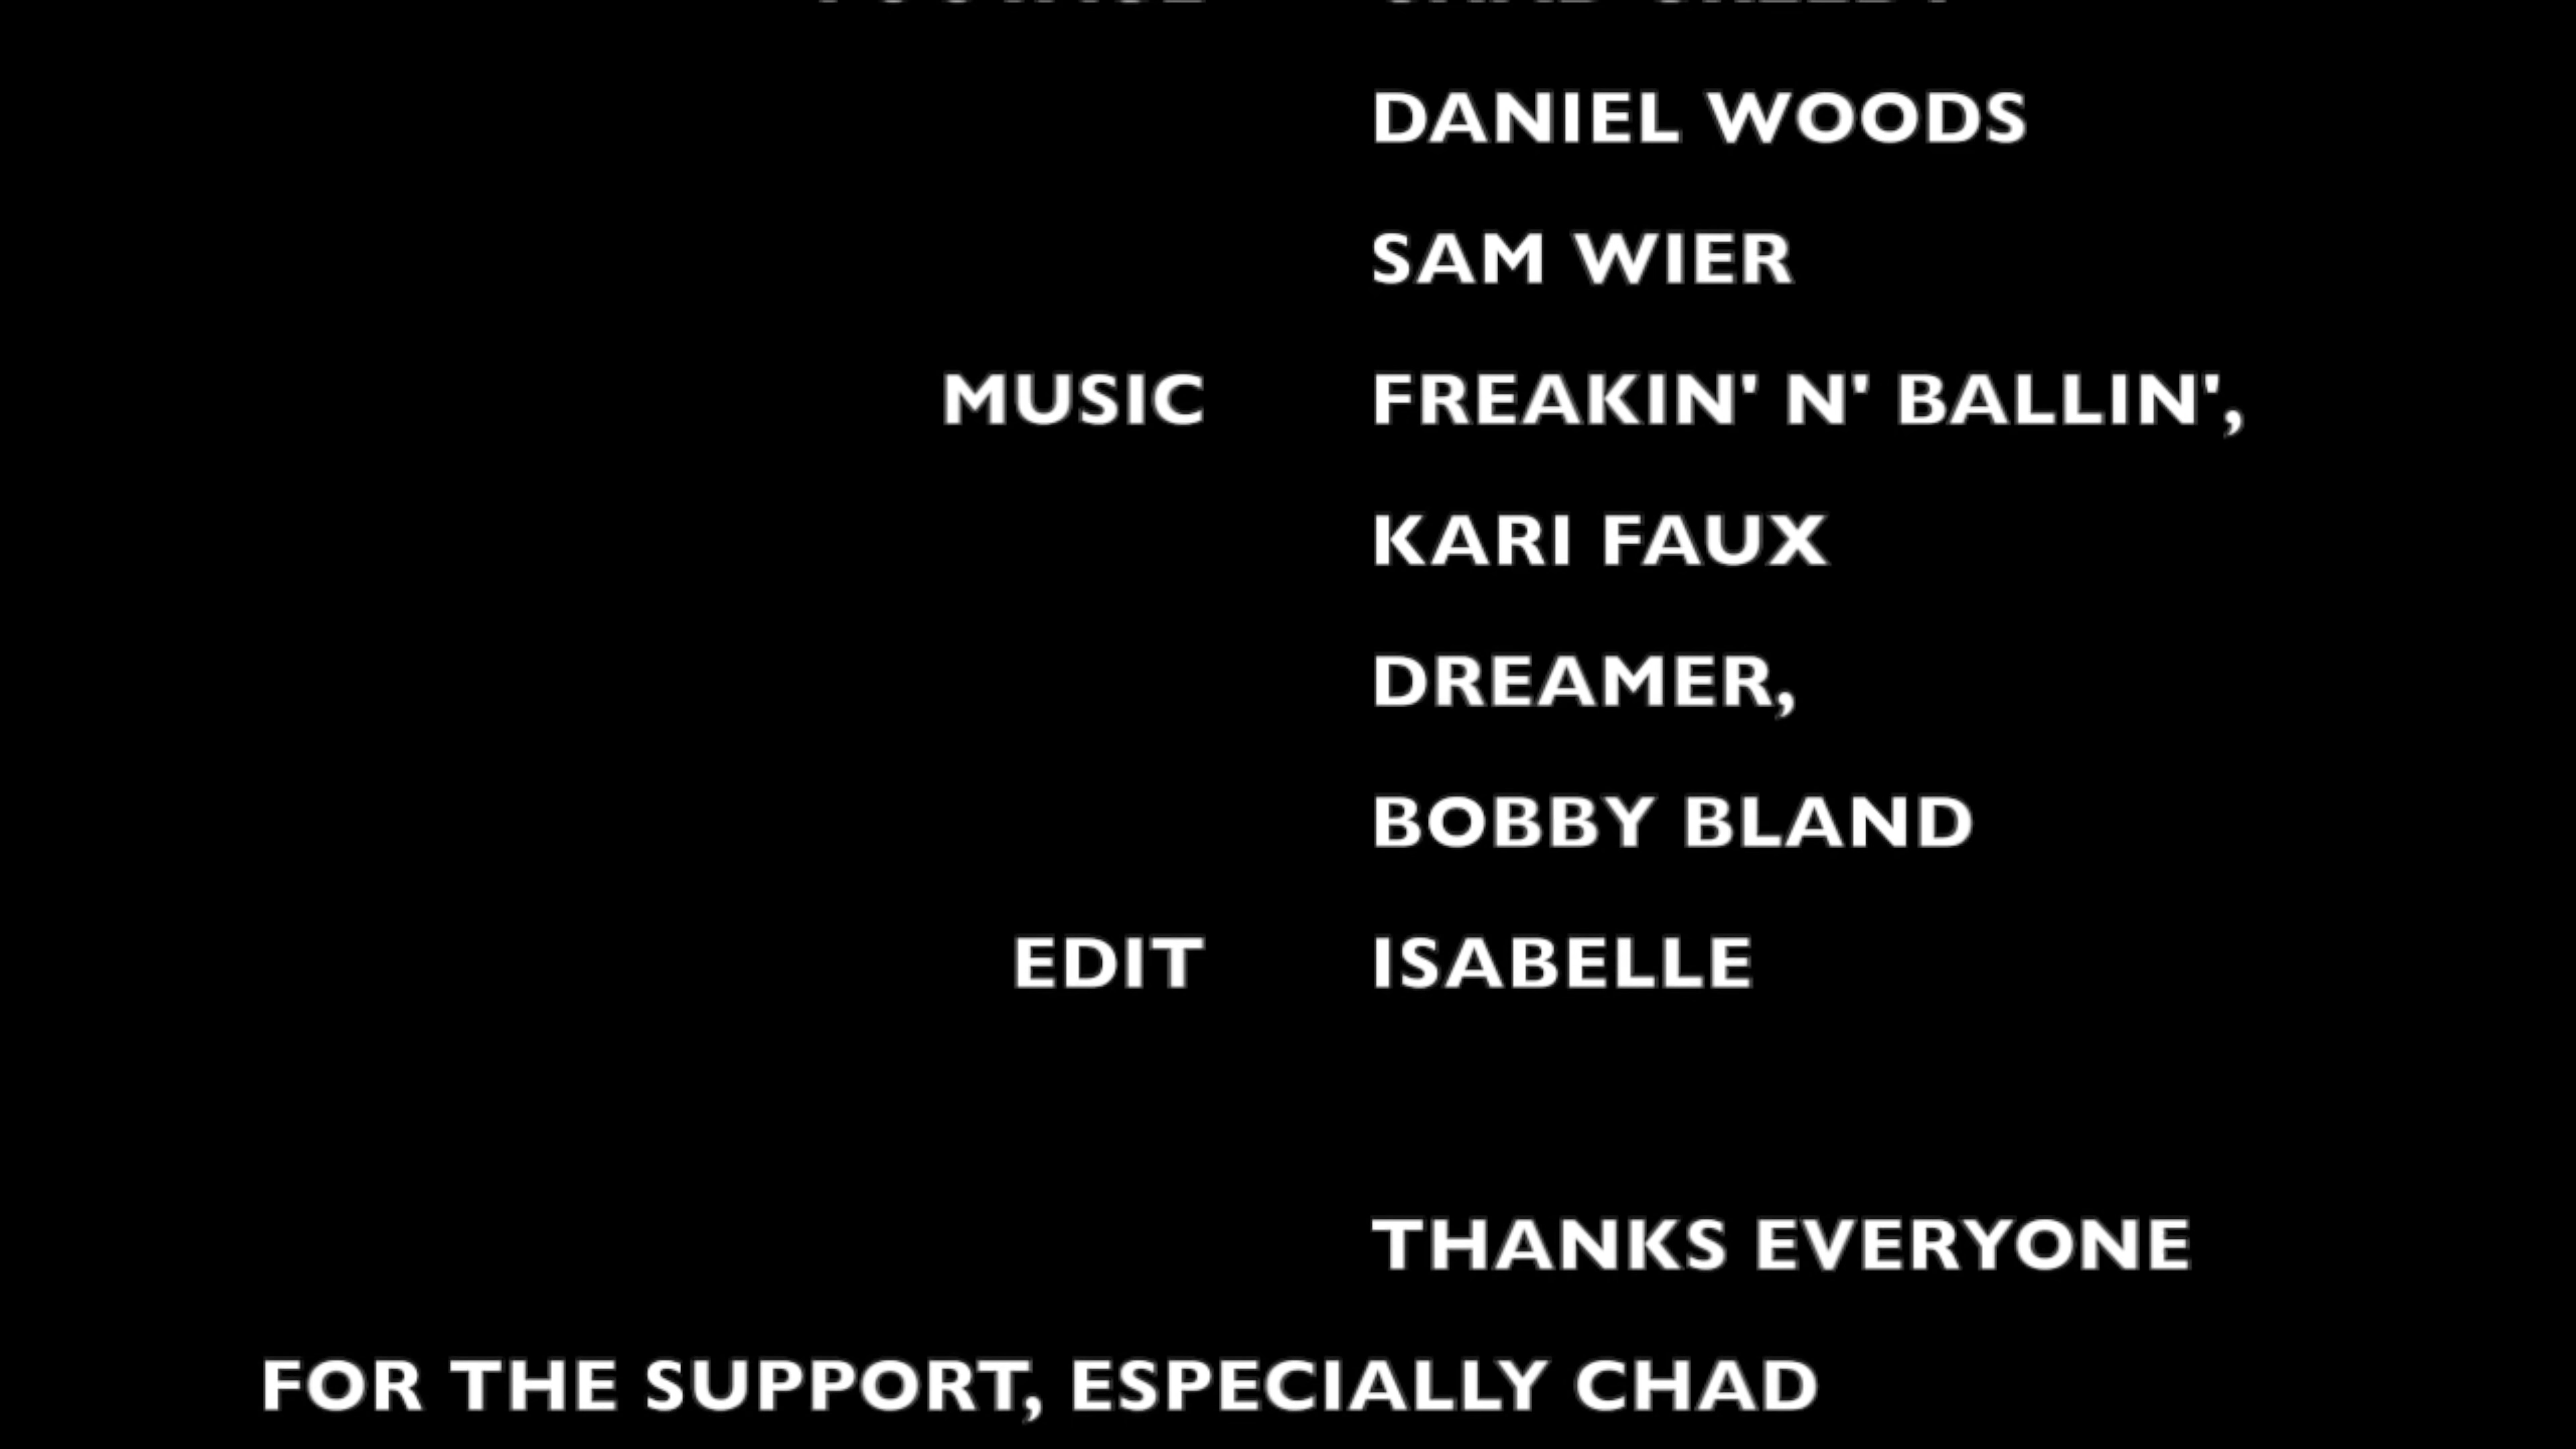 DANIEL WOODS
SAM WIER
MUSIC FREAKIN' N' BALLIN',
KARI FAUX
DREAMER,
BOBBY BLAND
EDIT ISABELLE
THANKS EVERYONE
FOR THE SUPPORT, ESPECIALLY CHAD